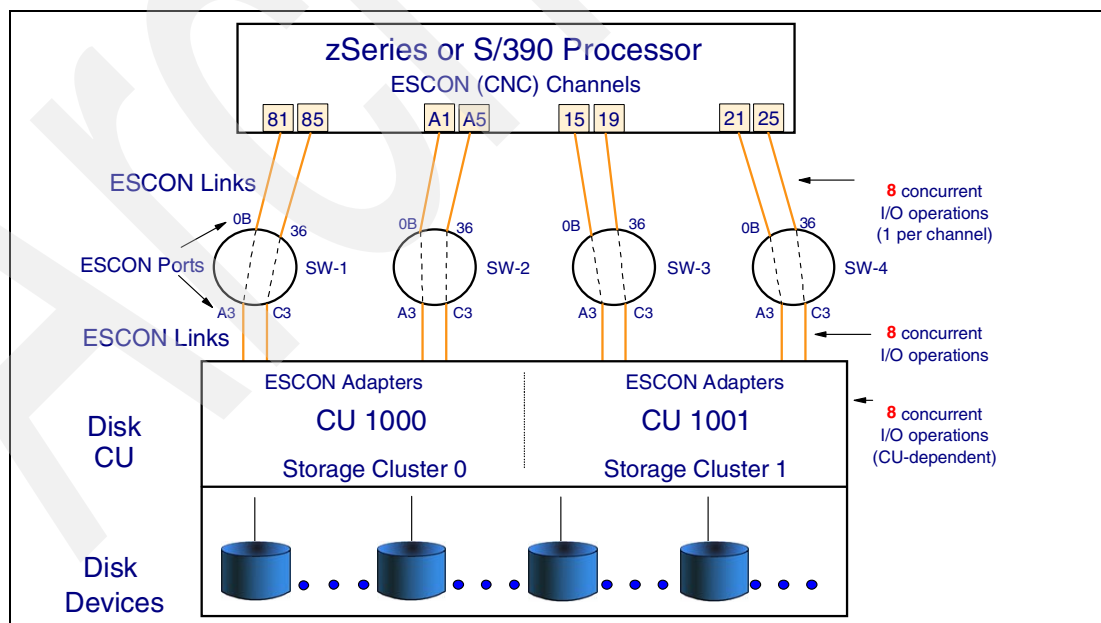 zSeries or S/390 Processor
ESCON (CNC) Channels
81 85 A1 A5 15 19 21 25
ESCON Links
8 concurrent
I/O operations
(1 per channel)
0B 36 0B 36 0B 36 0B 36
ESCON Ports
SW-1 SW-2 SW-3 SW-4
A3 C3 A3 C3 A3 C3 A3 C3
ESCON Links
8 concurrent
I/O operations
ESCON Adapters ESCON Adapters
CU 1000 CU 1001
Disk
CU
8 concurrent
I/O operations
(CU-dependent)
Storage Cluster 0 Storage Cluster 1
Disk
Devices